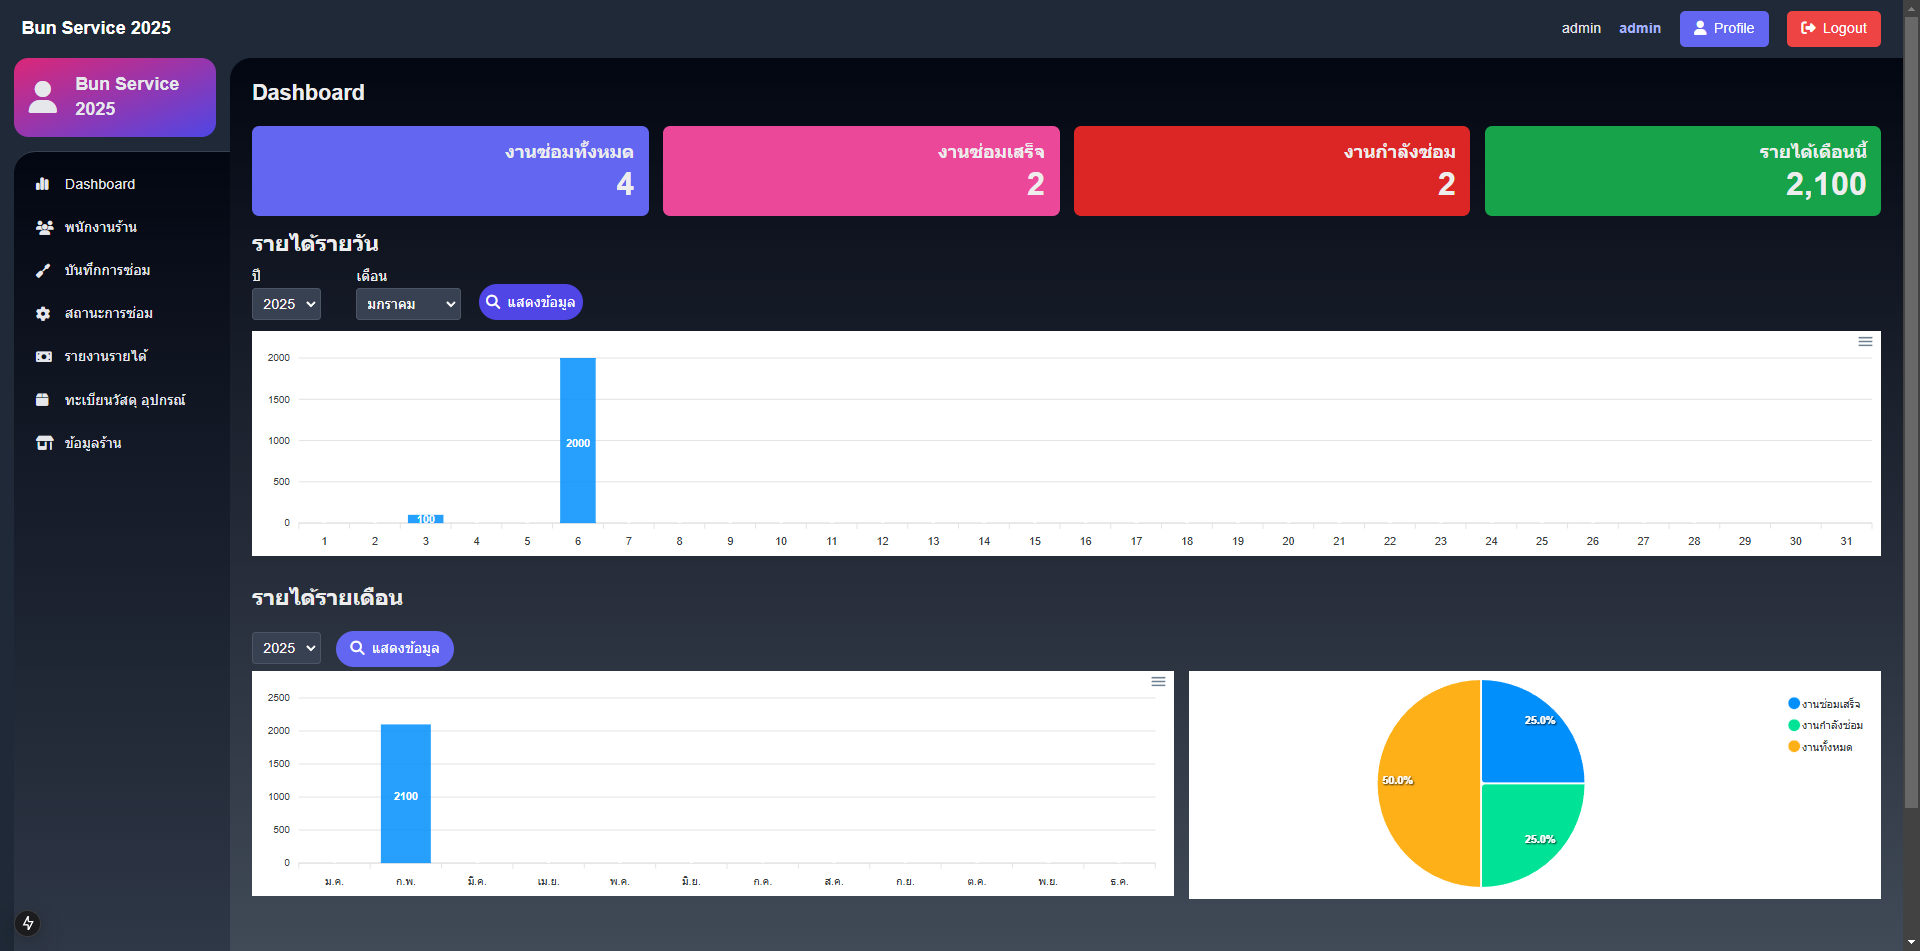 Bun Service 2025
admin admin Profile Logout
Bun Service
2025
Dashboard
พนักงานร้าน
บันทึกการซ่อม
สถานะการซ่อม
รายงานรายได้
ทะเบียนวัสดุ อุปกรณ์
ข้อมูลร้าน
Dashboard
งานซ่อมทั้งหมด
4
งานซ่อมเสร็จ
2
งานกำลังซ่อม
2
รายได้เดือนนี้
2,100
รายได้รายวัน
ปี เดือน
2025 มกราคม แสดงข้อมูล
2000
1500
1000
500
0
100
2000
1 2 3 4 5 6 7 8 9 10 11 12 13 14 15 16 17 18 19 20 21 22 23 24 25 26 27 28 29 30 31
รายได้รายเดือน
2025 แสดงข้อมูล
2500
2000
1500
1000
500
0
2100
ม.ค. ก.พ. มี.ค. เม.ย. พ.ค. มิ.ย. ก.ค. ส.ค. ก.ย. ต.ค. พ.ย. ธ.ค.
25.0%
50.0%
25.0%
งานซ่อมเสร็จ
งานกำลังซ่อม
งานทั้งหมด